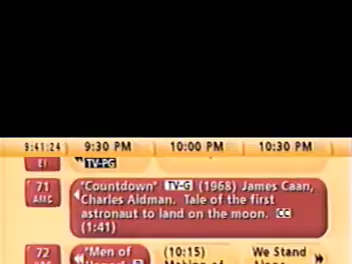 9:41:24 9:30 PM 10:00 PM 10:30 PM
E! TV-PG
71 AMC
"Countdown" TV-G (1968) James Caan,
Charles Aidman. Tale of the first
astronaut to land on the moon. CC
(1:41)
72 "Men of (10:15) We Stand